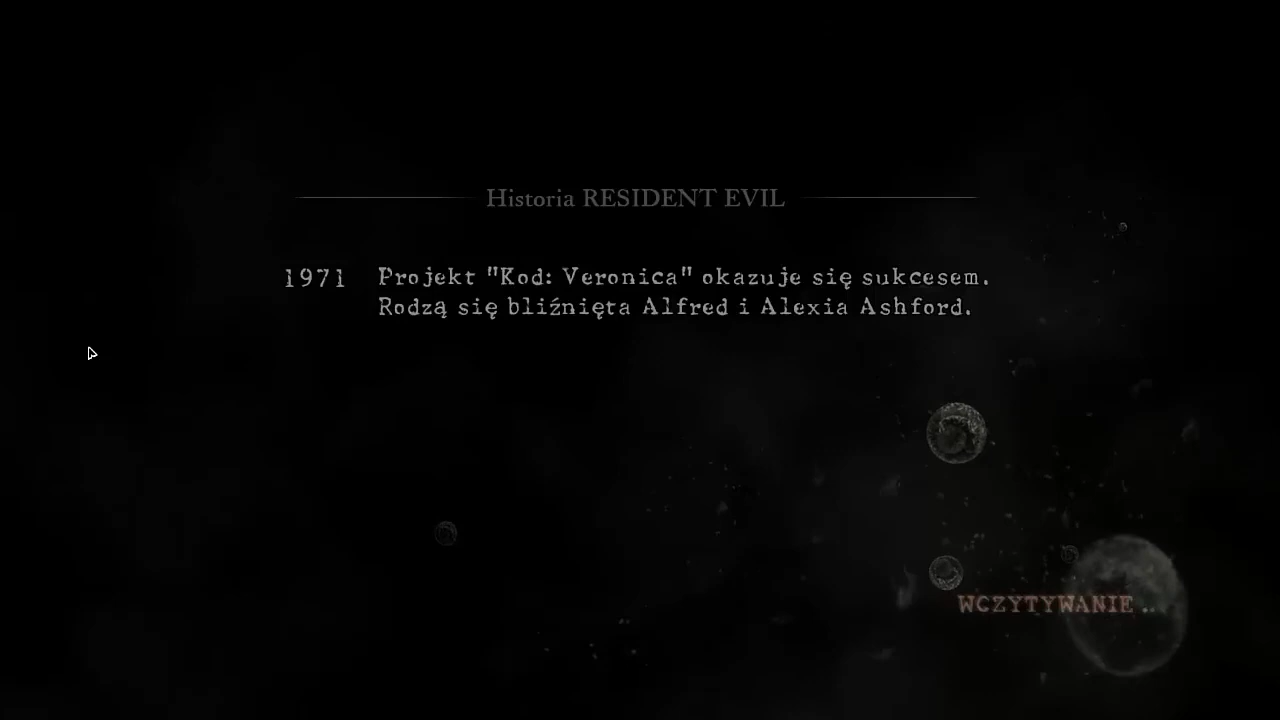 Historia RESIDENT EVIL
1971 Projekt "Kod: Veronica" okazuje się sukcesem.
Rodzą się bliźnięta Alfred i Alexia Ashford.
WCZYTYWANIE ..